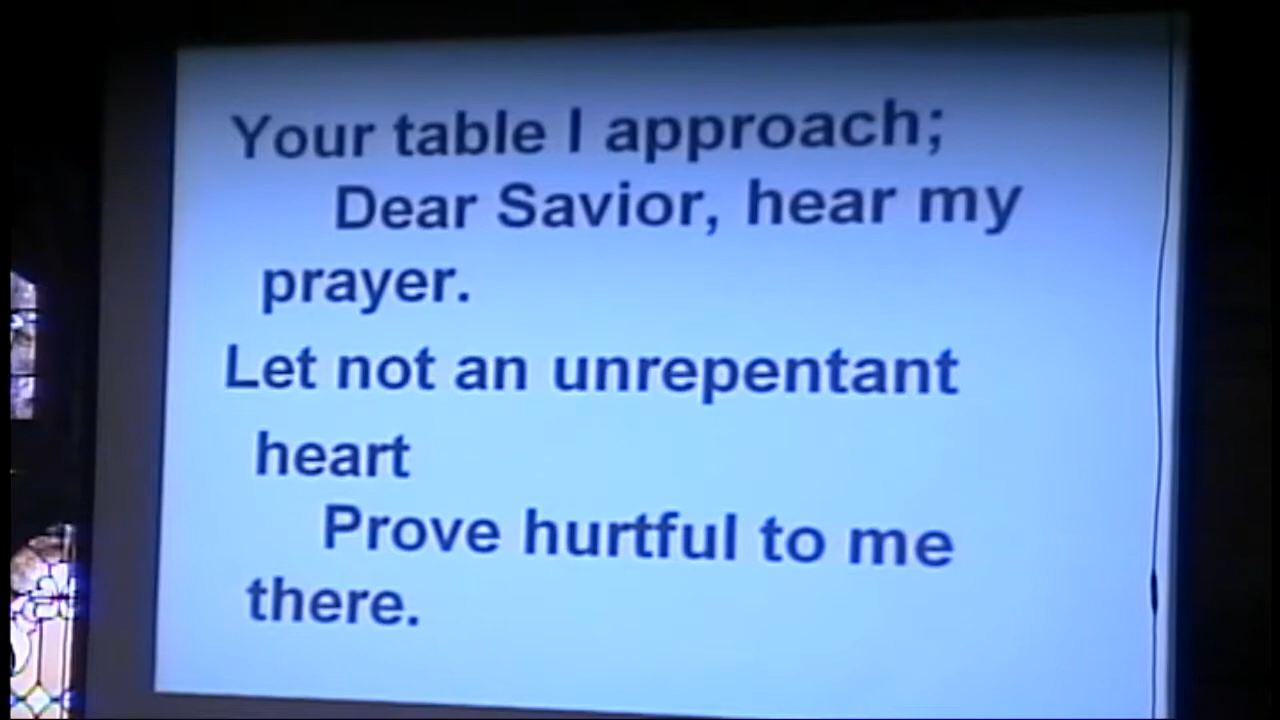 Your table I approach;
Dear Savior, hear my
prayer.
Let not an unrepentant
heart
Prove hurtful to me
there.